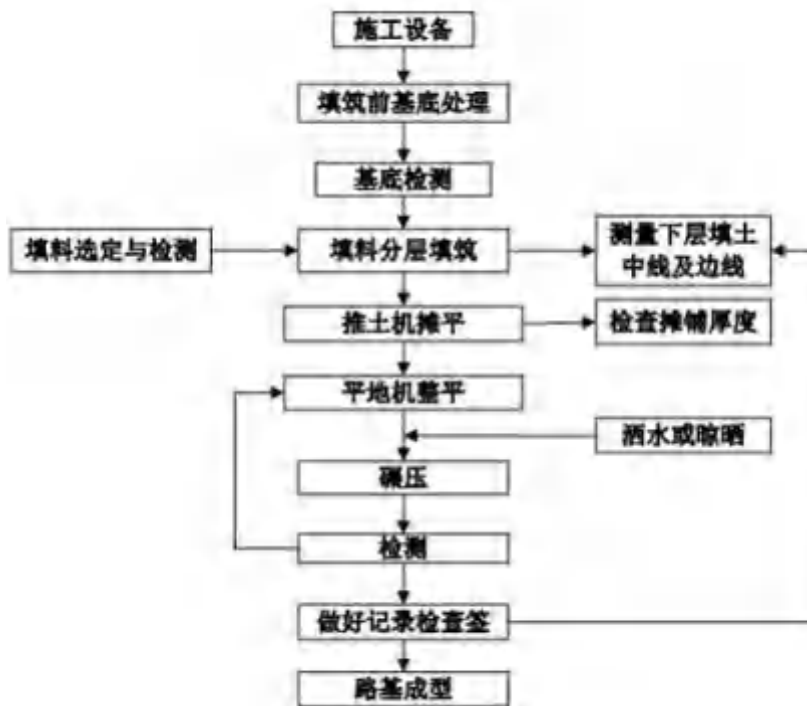 施工设备
填筑前基底处理
基底检测
填料选定与检测
填料分层填筑
测量下层填土
中线及边线
推土机摊平
检查摊铺厚度
平地机整平
洒水或晾晒
碾压
检测
做好记录检查签
路基成型